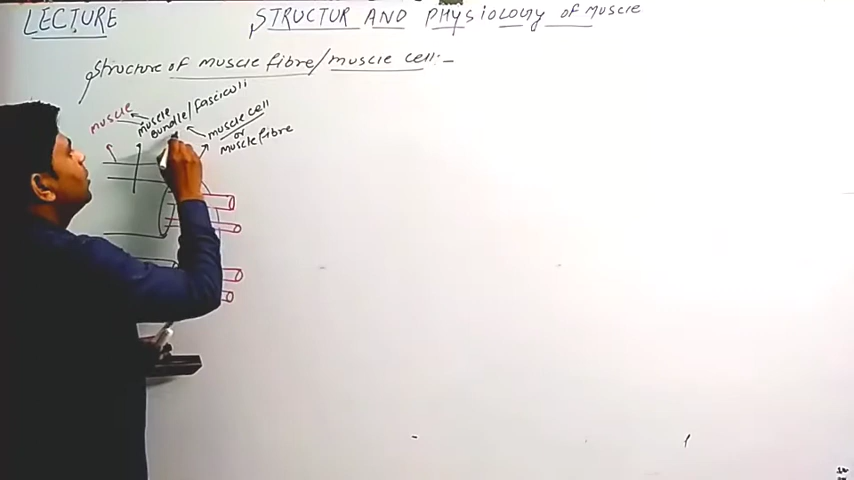 LECTURE
STRUCTUR AND PHysiology of muscle
Structure of muscle fibre/muscle cell:-
muscle
muscle
Bundle/fasciculi
muscle cell
or
muscle fibre